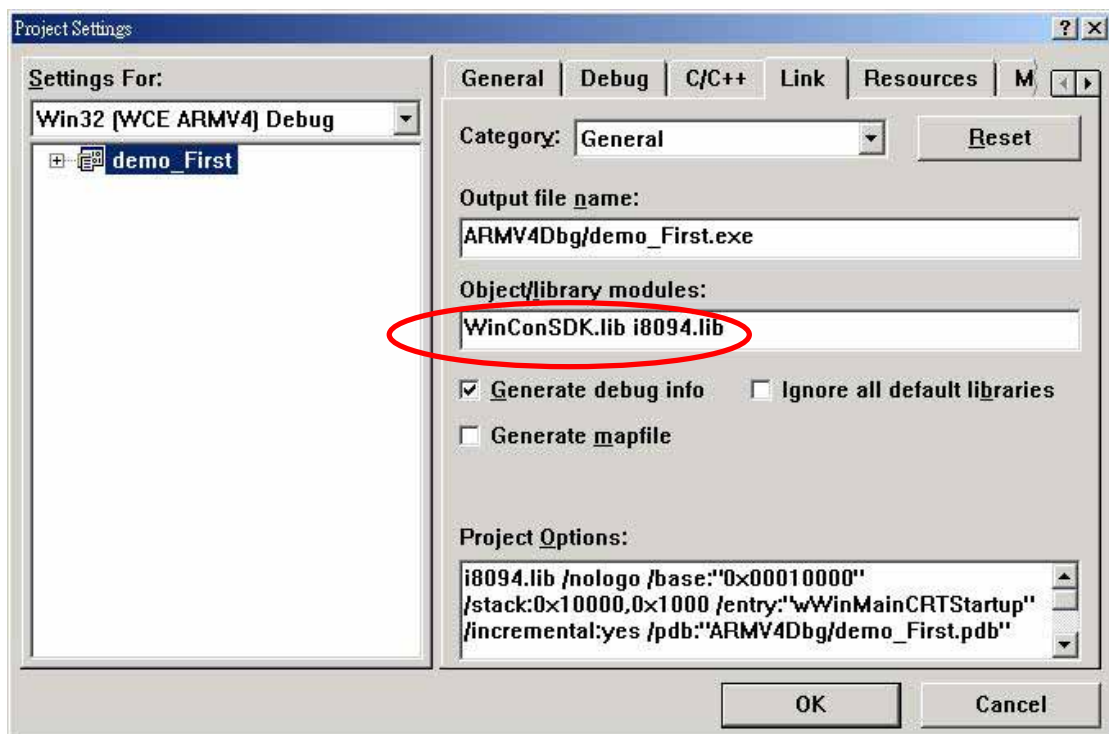 Project Settings
Settings For:
Win32 (WCE ARMV4) Debug
demo_First
General Debug C/C++ Link Resources M
Category: General Reset
Output file name:
ARMV4Dbg/demo_First.exe
Object/library modules:
WinConSDK.lib i8094.lib
Generate debug info Ignore all default libraries
Generate mapfile
Project Options:
i8094.lib /nologo /base:"0x00010000"
/stack:0x10000,0x1000 /entry:"wWinMainCRTStartup"
/incremental:yes /pdb:"ARMV4Dbg/demo_First.pdb"
OK Cancel